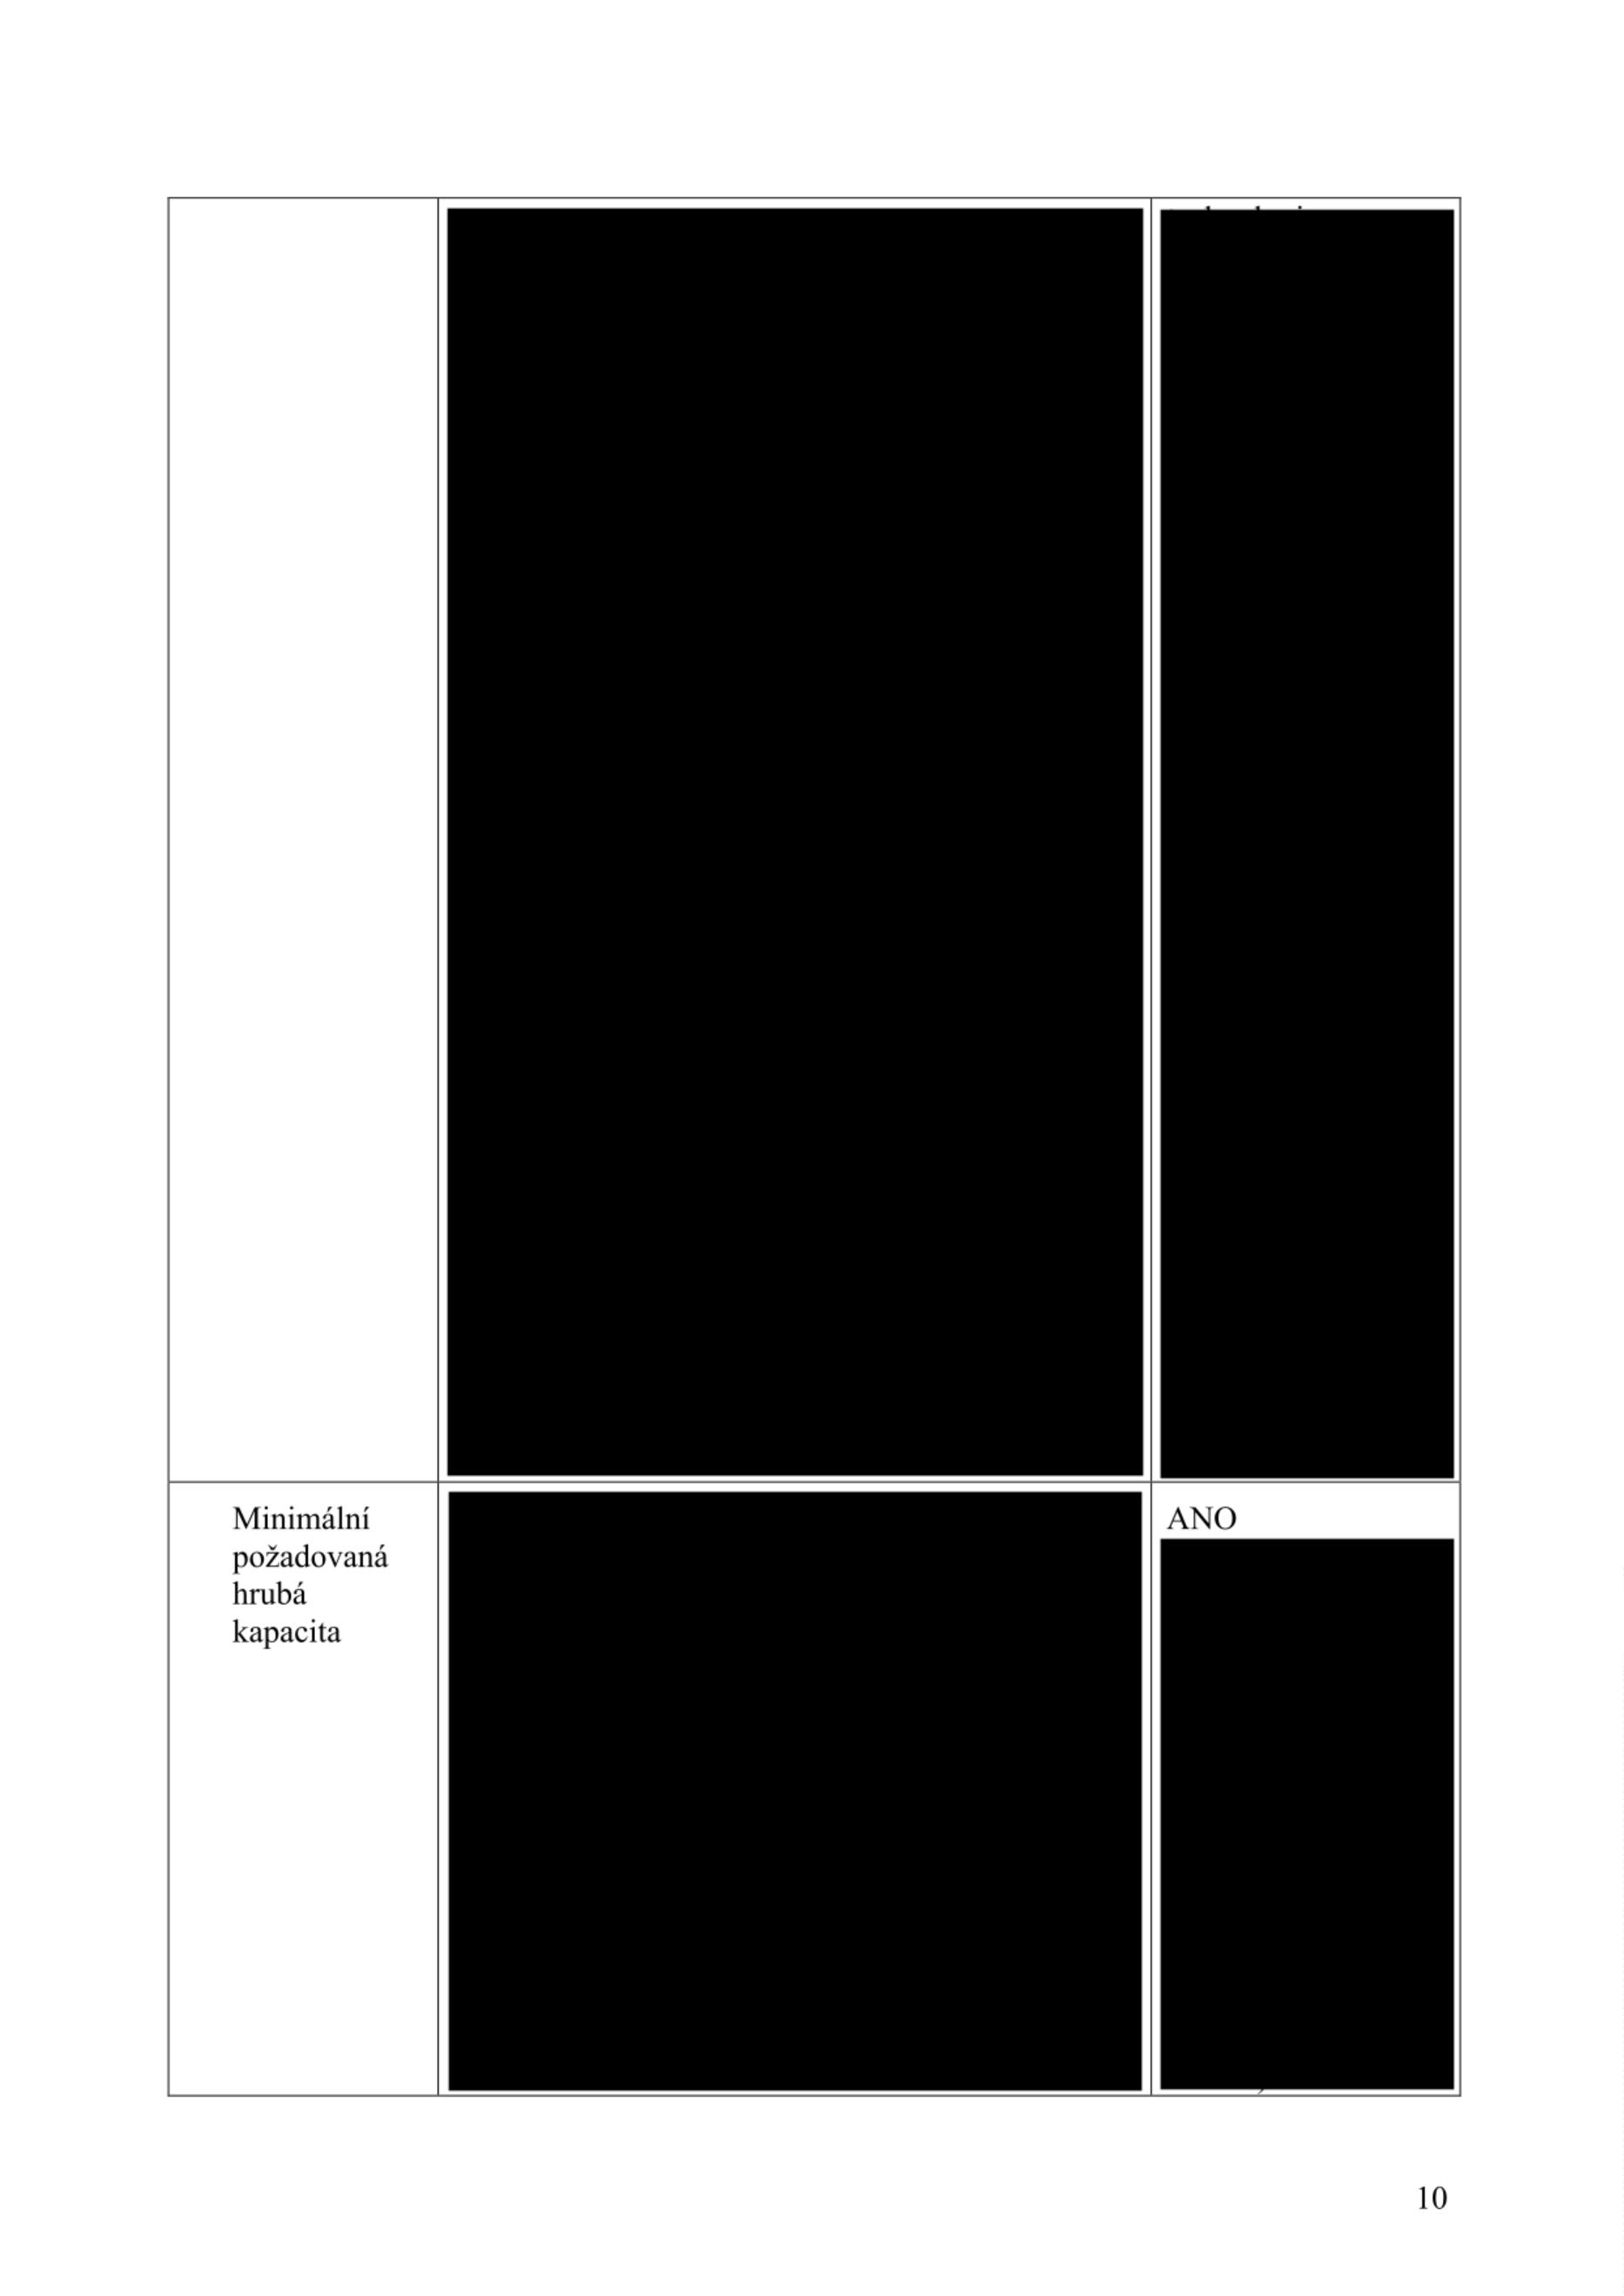 Minimální
požadovaná
hrubá
kapacita
ANO
10